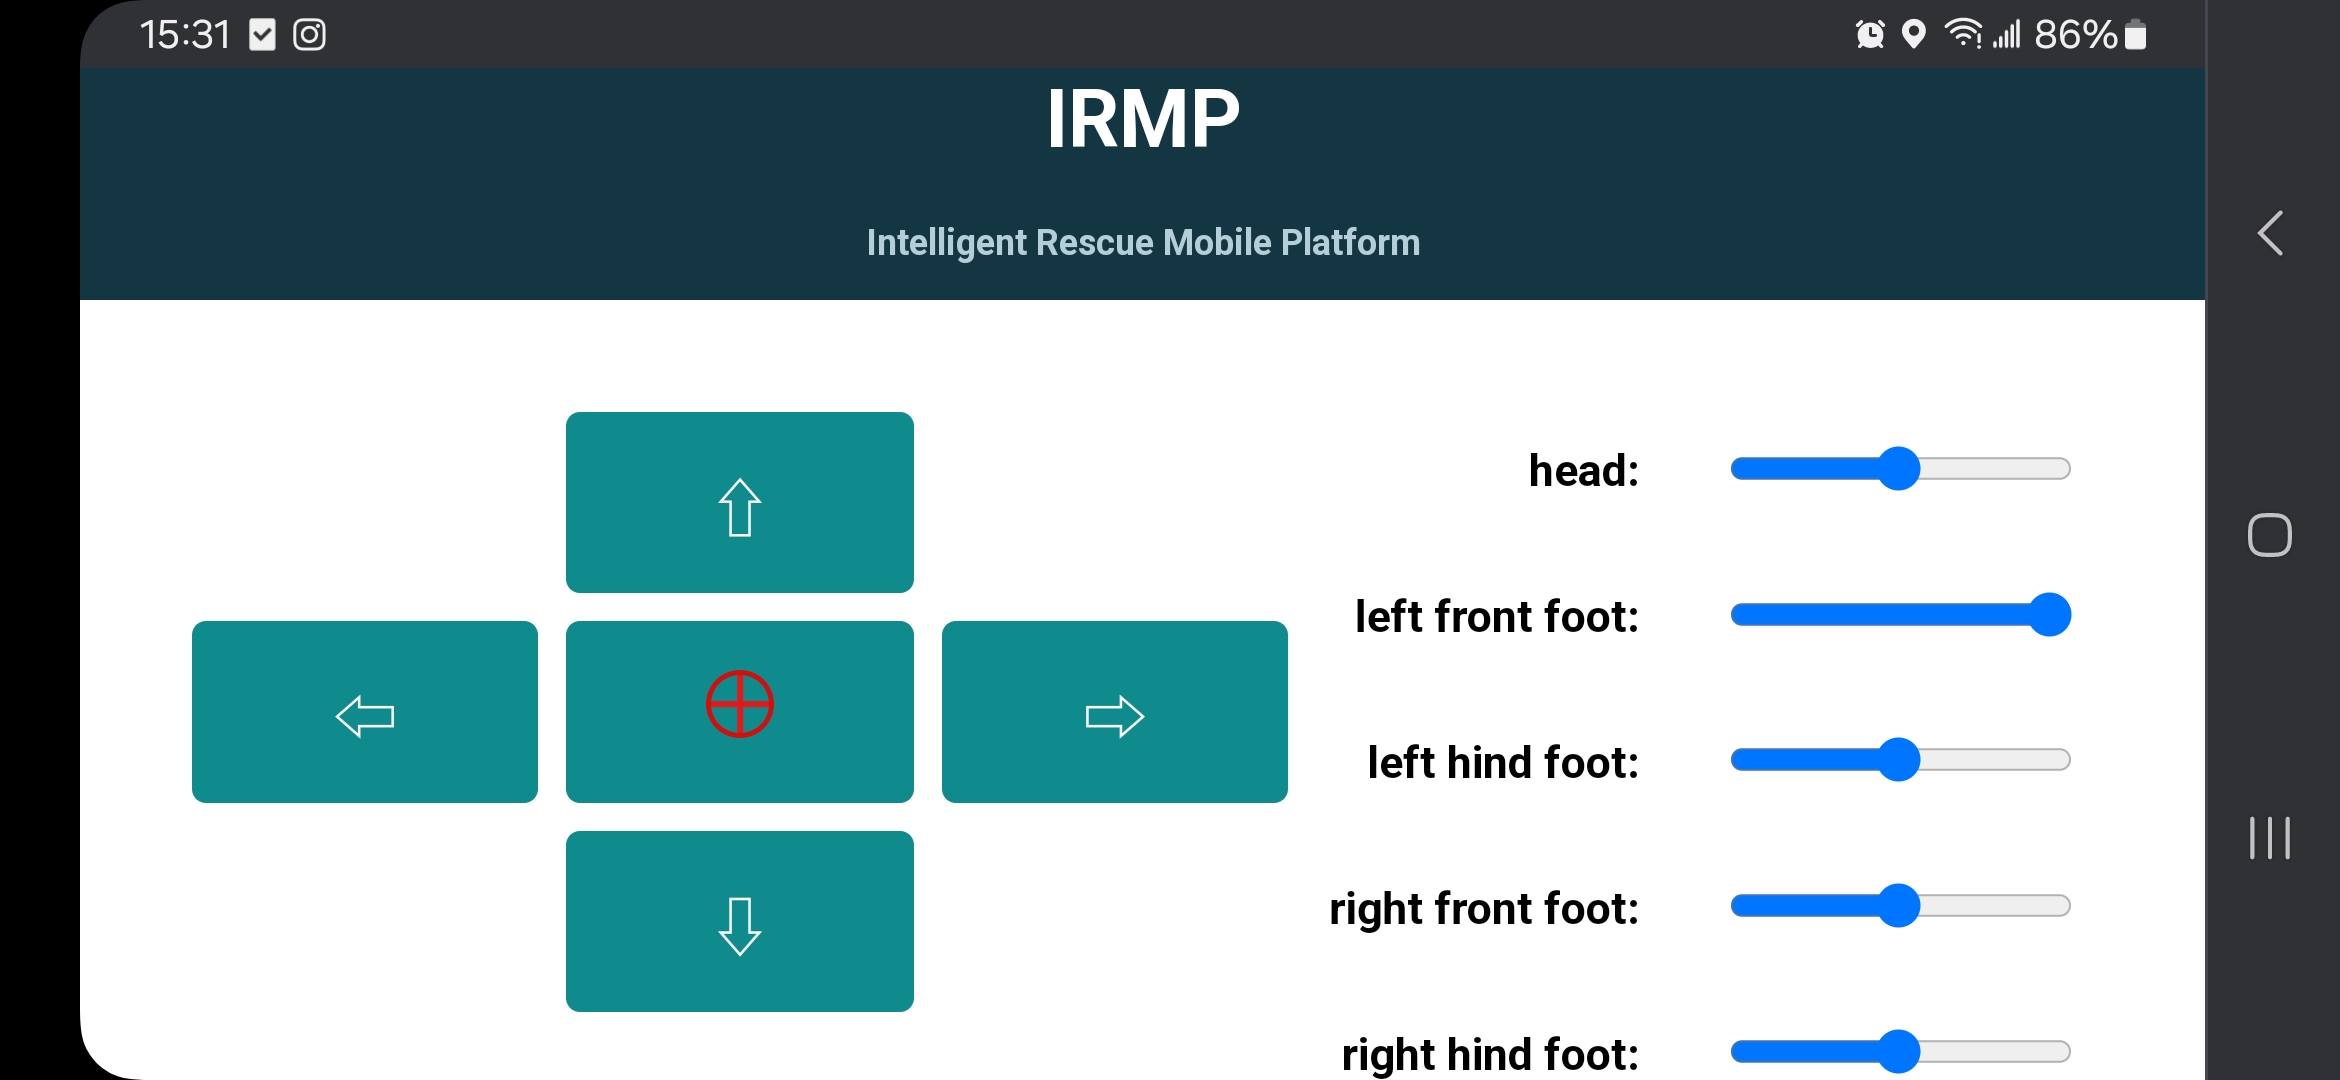 15:31
86%
IRMP
Intelligent Rescue Mobile Platform
head:
left front foot:
left hind foot:
right front foot:
right hind foot: